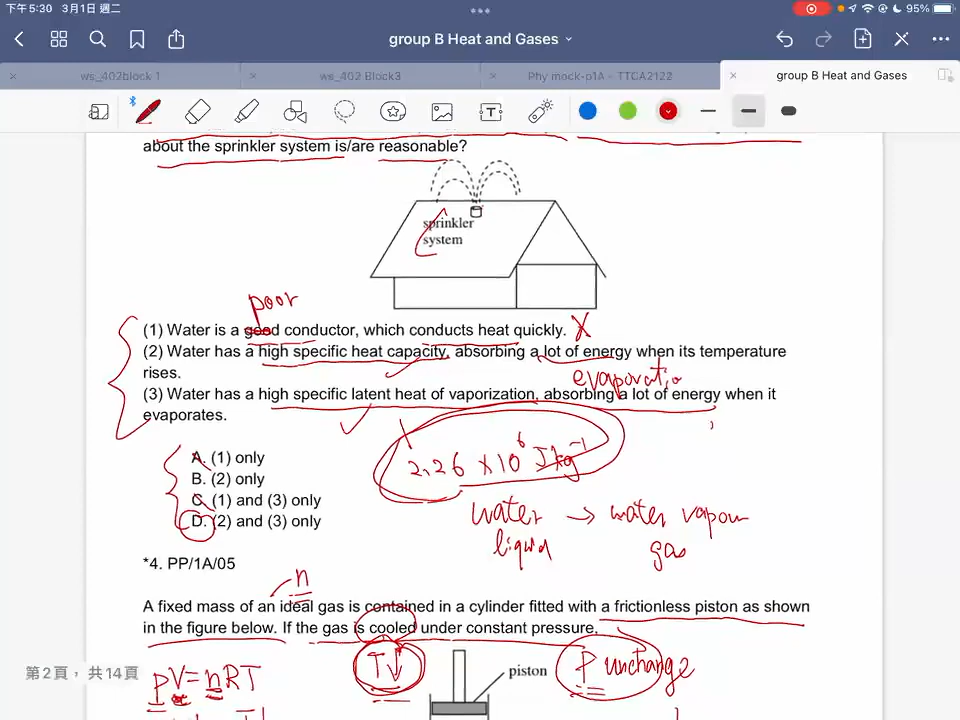 下午5:30 3月1日 週二
95%
group B Heat and Gases
ws_402block 1
ws_402 Block3
Phy mock-p1A – TTCA2122
group B Heat and Gases
about the sprinkler system is/are reasonable?
sprinkler
system
poor
(1) Water is a good conductor, which conducts heat quickly. X
(2) Water has a high specific heat capacity, absorbing a lot of energy when its temperature
rises.
evaporatio
(3) Water has a high specific latent heat of vaporization, absorbing a lot of energy when it
evaporates.
A. (1) only
2.26 ×10⁶ Jkg⁻¹
B. (2) only
C. (1) and (3) only
D. (2) and (3) only
water → water vapour
liquid gas
*4. PP/1A/05
n
A fixed mass of an ideal gas is contained in a cylinder fitted with a frictionless piston as shown
in the figure below. If the gas is cooled under constant pressure,
第2頁，共14頁
PV=nRT
T↓
piston
P unchange